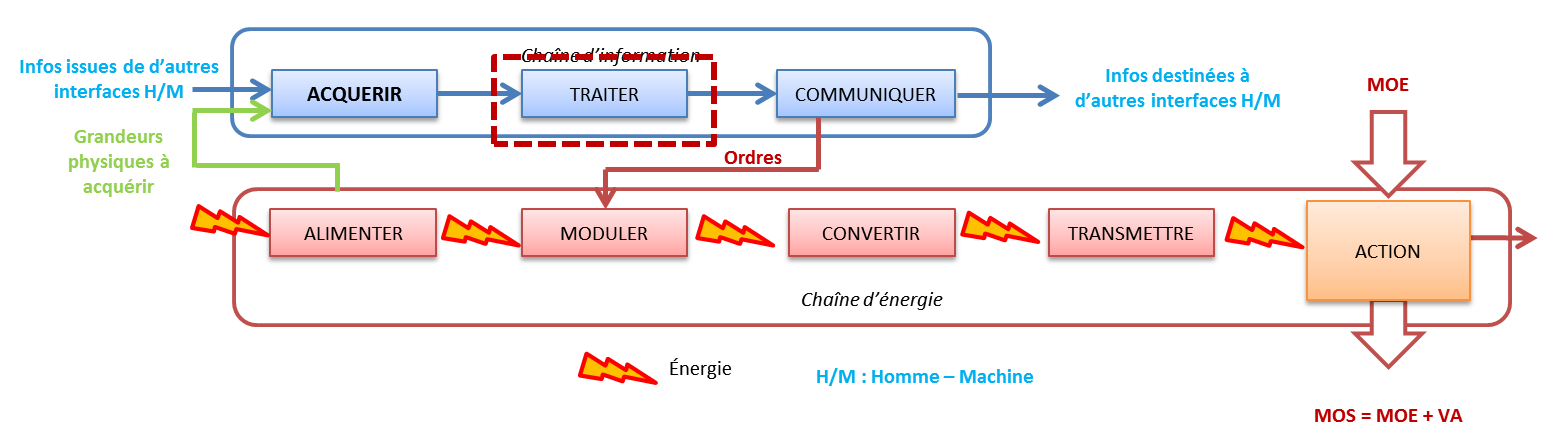 Chaîne d'information
Infos issues de d'autres
interfaces H/M
ACQUERIR
TRAITER
COMMUNIQUER
Infos destinées à
d'autres interfaces H/M
MOE
Grandeurs
physiques à
acquérir
Ordres
ALIMENTER
MODULER
CONVERTIR
TRANSMETTRE
ACTION
Chaîne d'énergie
Énergie
H/M : Homme – Machine
MOS = MOE + VA